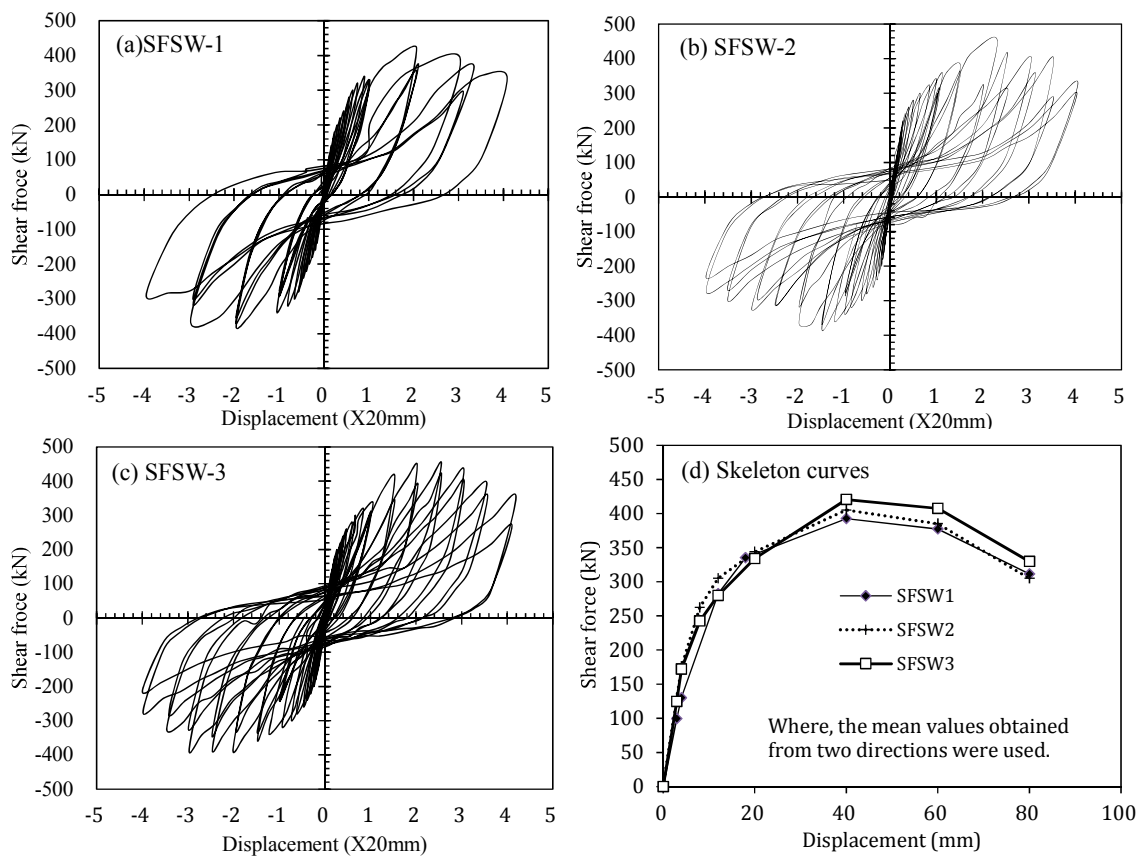 500
400
300
200
100
0
-100
-200
-300
-400
-500
Shear froce (kN)
(a)SFSW-1
-5 -4 -3 -2 -1 0 1 2 3 4 5
Displacement (X20mm)
500
400
300
200
100
0
-100
-200
-300
-400
-500
Shear froce (kN)
(b) SFSW-2
-5 -4 -3 -2 -1 0 1 2 3 4 5
Displacement (X20mm)
500
400
300
200
100
0
-100
-200
-300
-400
-500
Shear froce (kN)
(c) SFSW-3
-5 -4 -3 -2 -1 0 1 2 3 4 5
Displacement (X20mm)
500
450
400
350
300
250
200
150
100
50
0
Shear force (kN)
(d) Skeleton curves
SFSW1
SFSW2
SFSW3
Where, the mean values obtained
from two directions were used.
0 20 40 60 80 100
Displacement (mm)